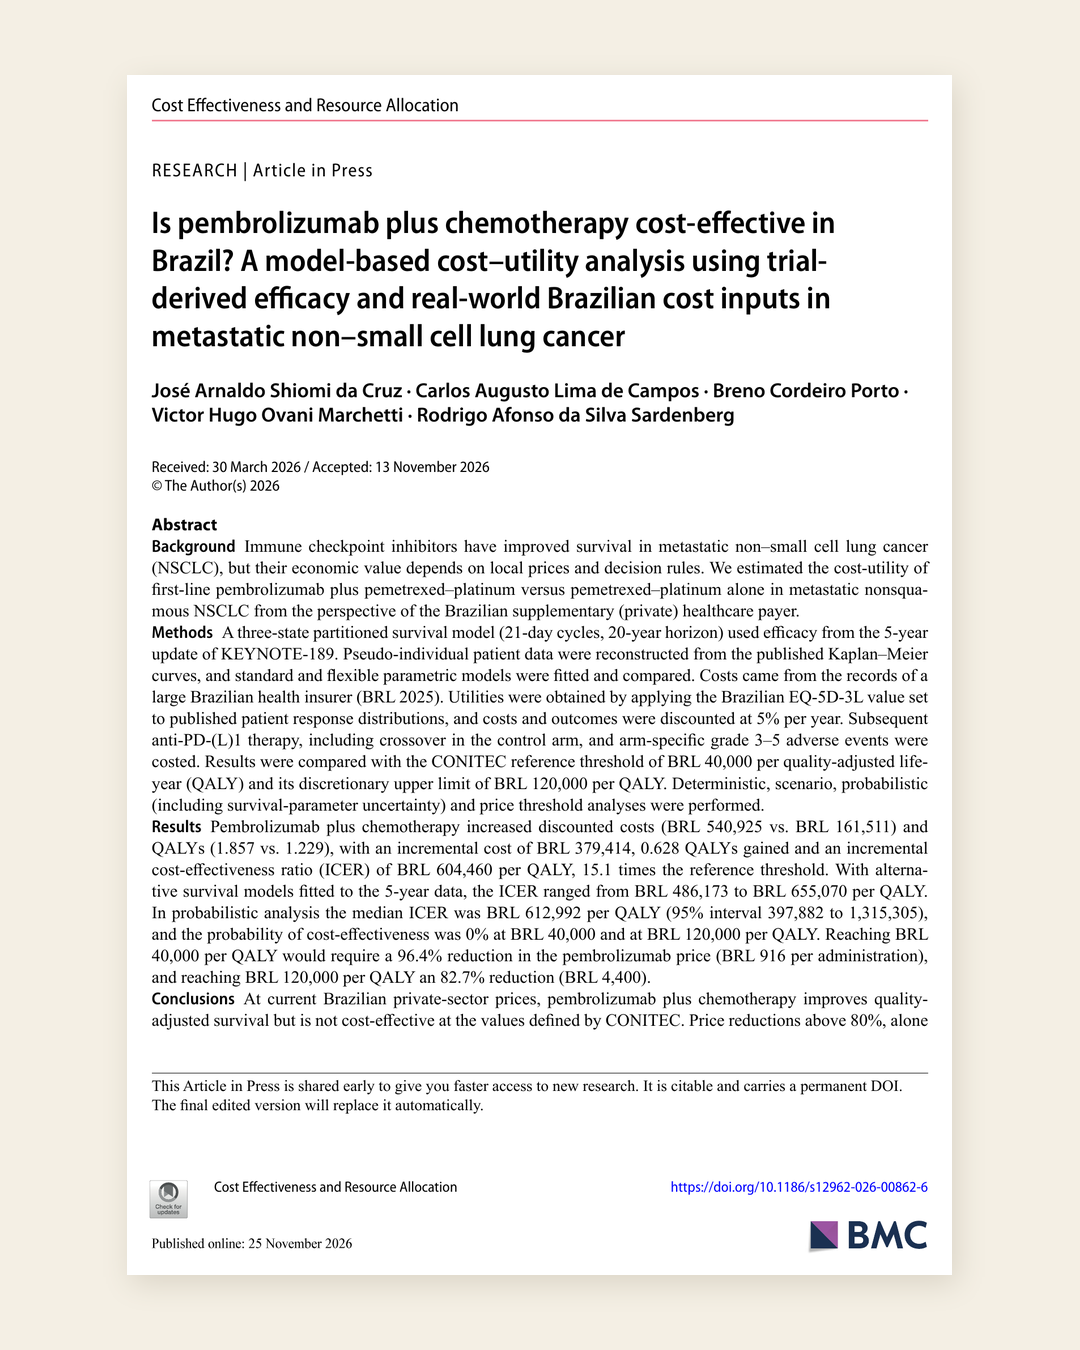 Cost Effectiveness and Resource Allocation
RESEARCH | Article in Press
Is pembrolizumab plus chemotherapy cost-effective in
Brazil? A model-based cost–utility analysis using trial-
derived efficacy and real-world Brazilian cost inputs in
metastatic non–small cell lung cancer
José Arnaldo Shiomi da Cruz · Carlos Augusto Lima de Campos · Breno Cordeiro Porto ·
Victor Hugo Ovani Marchetti · Rodrigo Afonso da Silva Sardenberg
Received: 30 March 2026 / Accepted: 13 November 2026
© The Author(s) 2026
Abstract
Background Immune checkpoint inhibitors have improved survival in metastatic non–small cell lung cancer
(NSCLC), but their economic value depends on local prices and decision rules. We estimated the cost-utility of
first-line pembrolizumab plus pemetrexed–platinum versus pemetrexed–platinum alone in metastatic nonsqua-
mous NSCLC from the perspective of the Brazilian supplementary (private) healthcare payer.
Methods A three-state partitioned survival model (21-day cycles, 20-year horizon) used efficacy from the 5-year
update of KEYNOTE-189. Pseudo-individual patient data were reconstructed from the published Kaplan–Meier
curves, and standard and flexible parametric models were fitted and compared. Costs came from the records of a
large Brazilian health insurer (BRL 2025). Utilities were obtained by applying the Brazilian EQ-5D-3L value set
to published patient response distributions, and costs and outcomes were discounted at 5% per year. Subsequent
anti-PD-(L)1 therapy, including crossover in the control arm, and arm-specific grade 3–5 adverse events were
costed. Results were compared with the CONITEC reference threshold of BRL 40,000 per quality-adjusted life-
year (QALY) and its discretionary upper limit of BRL 120,000 per QALY. Deterministic, scenario, probabilistic
(including survival-parameter uncertainty) and price threshold analyses were performed.
Results Pembrolizumab plus chemotherapy increased discounted costs (BRL 540,925 vs. BRL 161,511) and
QALYs (1.857 vs. 1.229), with an incremental cost of BRL 379,414, 0.628 QALYs gained and an incremental
cost-effectiveness ratio (ICER) of BRL 604,460 per QALY, 15.1 times the reference threshold. With alterna-
tive survival models fitted to the 5-year data, the ICER ranged from BRL 486,173 to BRL 655,070 per QALY.
In probabilistic analysis the median ICER was BRL 612,992 per QALY (95% interval 397,882 to 1,315,305),
and the probability of cost-effectiveness was 0% at BRL 40,000 and at BRL 120,000 per QALY. Reaching BRL
40,000 per QALY would require a 96.4% reduction in the pembrolizumab price (BRL 916 per administration),
and reaching BRL 120,000 per QALY an 82.7% reduction (BRL 4,400).
Conclusions At current Brazilian private-sector prices, pembrolizumab plus chemotherapy improves quality-
adjusted survival but is not cost-effective at the values defined by CONITEC. Price reductions above 80%, alone
This Article in Press is shared early to give you faster access to new research. It is citable and carries a permanent DOI.
The final edited version will replace it automatically.
Check for
updates
Cost Effectiveness and Resource Allocation
https://doi.org/10.1186/s12962-026-00862-6
Published online: 25 November 2026
BMC